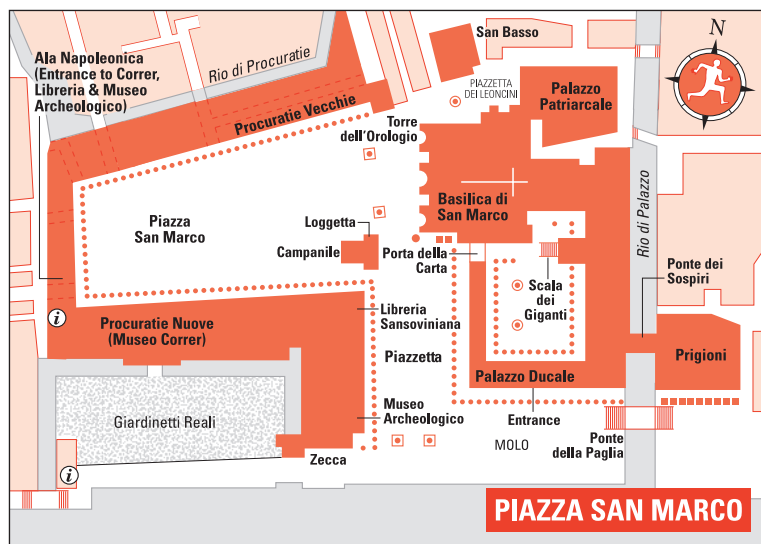 San Basso
N
Ala Napoleonica
(Entrance to Correr,
Libreria & Museo
Archeologico)
Rio di Procuratie
PIAZZETTA
DEI LEONCINI
Palazzo
Patriarcale
Procuratie Vecchie
Torre
dell'Orologio
Piazza
San Marco
Loggetta
Campanile
Basilica di
San Marco
Rio di Palazzo
Porta della
Carta
Scala
dei
Giganti
Ponte dei
Sospiri
i
Procuratie Nuove
(Museo Correr)
Libreria
Sansoviniana
Piazzetta
Prigioni
Palazzo Ducale
Giardinetti Reali
Museo
Archeologico
Entrance
MOLO
Ponte
della Paglia
Zecca
i
PIAZZA SAN MARCO